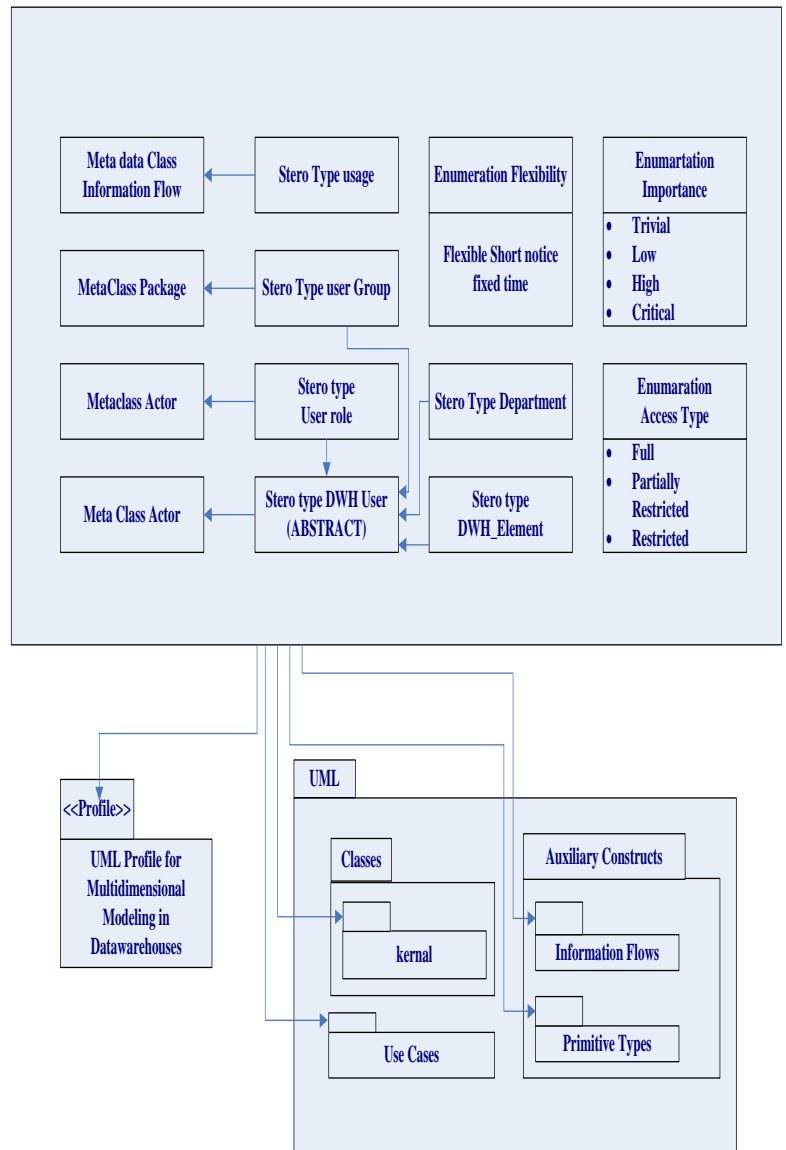 Meta data Class
Information Flow
Stero Type usage
Enumeration Flexibility
Flexible Short notice
fixed time
Enumartation
Importance
• Trivial
• Low
• High
• Critical
MetaClass Package
Stero Type user Group
Metaclass Actor
Stero type
User role
Stero Type Department
Enumaration
Access Type
• Full
• Partially
Restricted
• Restricted
Meta Class Actor
Stero type DWH User
(ABSTRACT)
Stero type
DWH_Element
<<Profile>>
UML Profile for
Multidimensional
Modeling in
Datawarehouses
UML
Classes
kernal
Use Cases
Auxiliary Constructs
Information Flows
Primitive Types